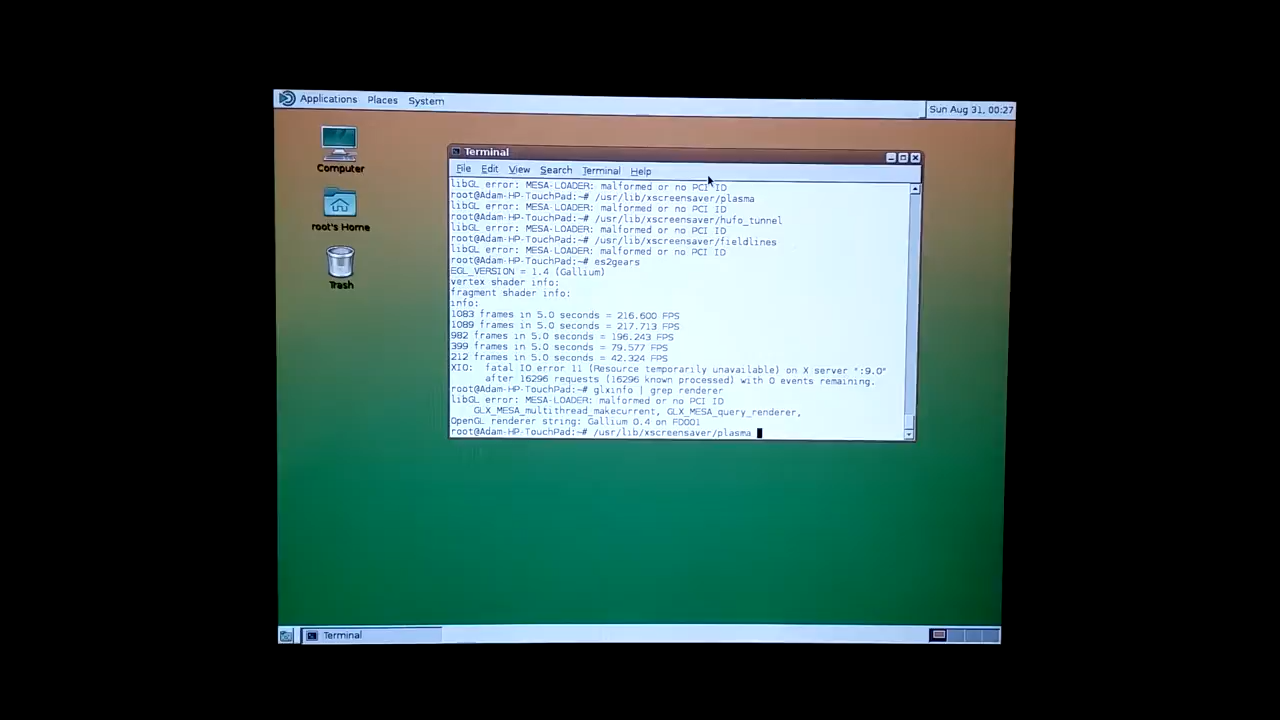 Applications Places System
Sun Aug 31, 00:27
Computer
root's Home
Trash
Terminal
File Edit View Search Terminal Help
libGL error: MESA-LOADER: malformed or no PCI ID
root@Adam-HP-TouchPad:~# /usr/lib/xscreensaver/plasma
libGL error: MESA-LOADER: malformed or no PCI ID
root@Adam-HP-TouchPad:~# /usr/lib/xscreensaver/hufo_tunnel
libGL error: MESA-LOADER: malformed or no PCI ID
root@Adam-HP-TouchPad:~# /usr/lib/xscreensaver/fieldlines
libGL error: MESA-LOADER: malformed or no PCI ID
root@Adam-HP-TouchPad:~# es2gears
EGL_VERSION = 1.4 (Gallium)
vertex shader info:
fragment shader info:
info:
1083 frames in 5.0 seconds = 216.600 FPS
1089 frames in 5.0 seconds = 217.713 FPS
982 frames in 5.0 seconds = 196.243 FPS
399 frames in 5.0 seconds = 79.577 FPS
212 frames in 5.0 seconds = 42.324 FPS
XIO:  fatal IO error 11 (Resource temporarily unavailable) on X server ":9.0"
      after 16296 requests (16296 known processed) with 0 events remaining.
root@Adam-HP-TouchPad:~# glxinfo | grep renderer
libGL error: MESA-LOADER: malformed or no PCI ID
    GLX_MESA_multithread_makecurrent, GLX_MESA_query_renderer,
OpenGL renderer string: Gallium 0.4 on FD001
root@Adam-HP-TouchPad:~# /usr/lib/xscreensaver/plasma
Terminal